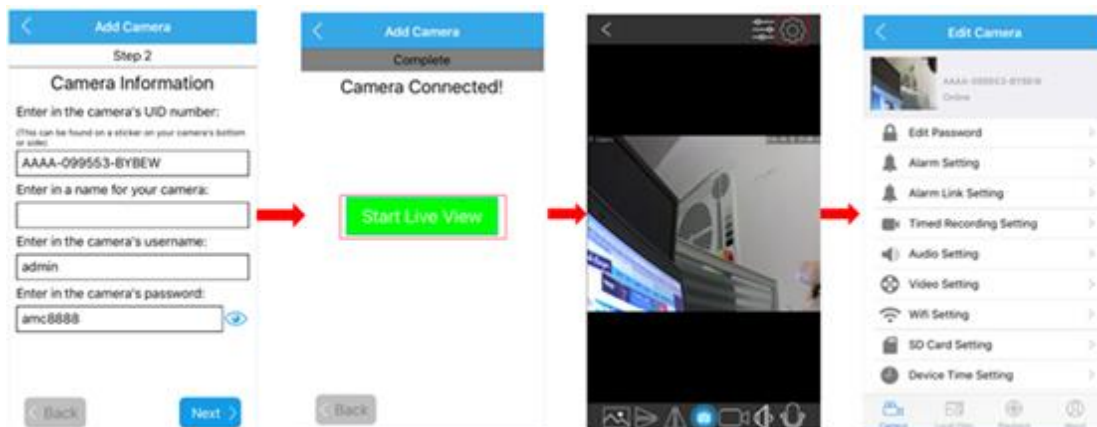 Add Camera
Step 2
Camera Information
Enter in the camera's UID number:
(This can be found on a sticker on your camera's bottom
or side)
AAAA-099553-BYBEW
Enter in a name for your camera:
Enter in the camera's username:
admin
Enter in the camera's password:
amc8888
Back
Next
Add Camera
Complete
Camera Connected!
Start Live View
Back
Edit Camera
AAAA-099553-BYBEW
Online
Edit Password
Alarm Setting
Alarm Link Setting
Timed Recording Setting
Audio Setting
Video Setting
Wifi Setting
SD Card Setting
Device Time Setting
Camera